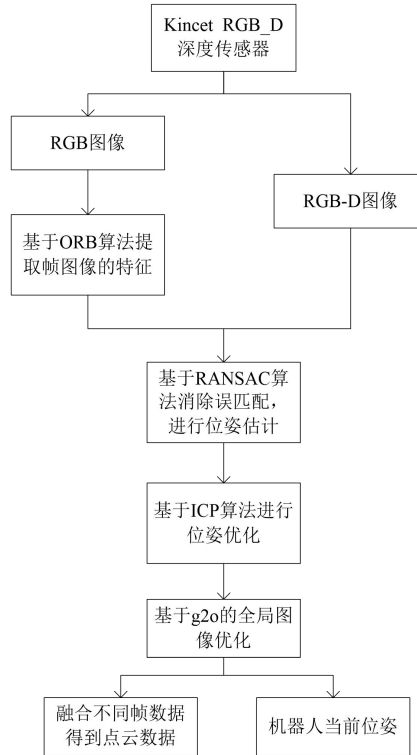 Kincet RGB_D
深度传感器
RGB图像
RGB-D图像
基于ORB算法提
取帧图像的特征
基于RANSAC算
法消除误匹配，
进行位姿估计
基于ICP算法进行
位姿优化
基于g2o的全局图
像优化
融合不同帧数据
得到点云数据
机器人当前位姿